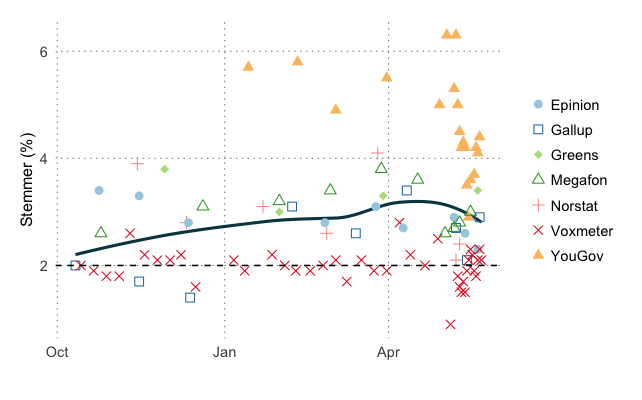 6
4
2
Stemmer (%)
Oct
Jan
Apr
Epinion
Gallup
Greens
Megafon
Norstat
Voxmeter
YouGov